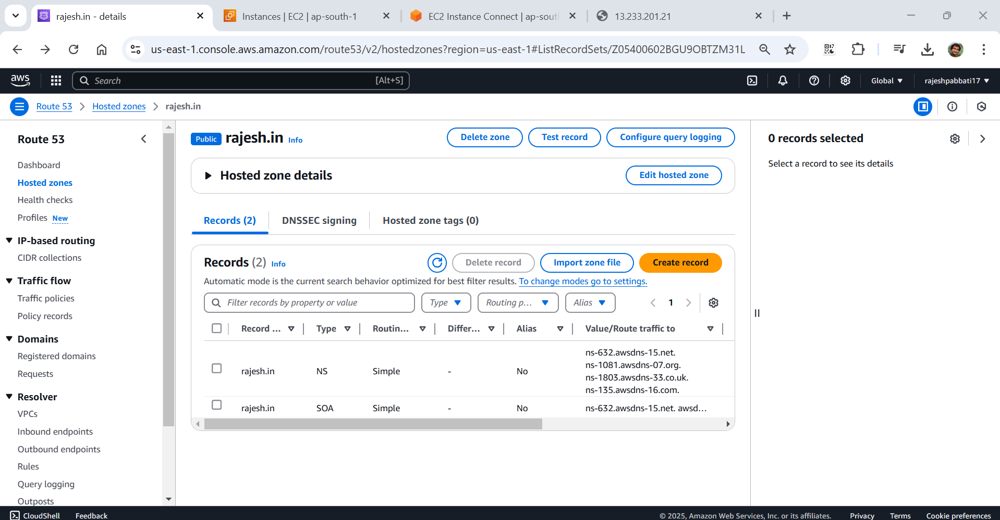 rajesh.in - details
Instances | EC2 | ap-south-1
EC2 Instance Connect | ap-sout
13.233.201.21
us-east-1.console.aws.amazon.com/route53/v2/hostedzones?region=us-east-1#ListRecordSets/Z05400602BGU9OBTZM31L
aws
Search
[Alt+S]
Global
rajeshpabbati17
Route 53
Hosted zones
rajesh.in
Route 53
Dashboard
Hosted zones
Health checks
Profiles New
IP-based routing
CIDR collections
Traffic flow
Traffic policies
Policy records
Domains
Registered domains
Requests
Resolver
VPCs
Inbound endpoints
Outbound endpoints
Rules
Query logging
Outposts
Public rajesh.in Info
Delete zone
Test record
Configure query logging
Hosted zone details
Edit hosted zone
Records (2)
DNSSEC signing
Hosted zone tags (0)
Records (2) Info
Delete record
Import zone file
Create record
Automatic mode is the current search behavior optimized for best filter results. To change modes go to settings.
Filter records by property or value
Type
Routing p...
Alias
1
Record ... Type Routin... Differ... Alias Value/Route traffic to
rajesh.in NS Simple - No
ns-632.awsdns-15.net.
ns-1081.awsdns-07.org.
ns-1803.awsdns-33.co.uk.
ns-135.awsdns-16.com.
rajesh.in SOA Simple - No ns-632.awsdns-15.net. awsd...
0 records selected
Select a record to see its details
CloudShell
Feedback
© 2025, Amazon Web Services, Inc. or its affiliates.
Privacy
Terms
Cookie preferences